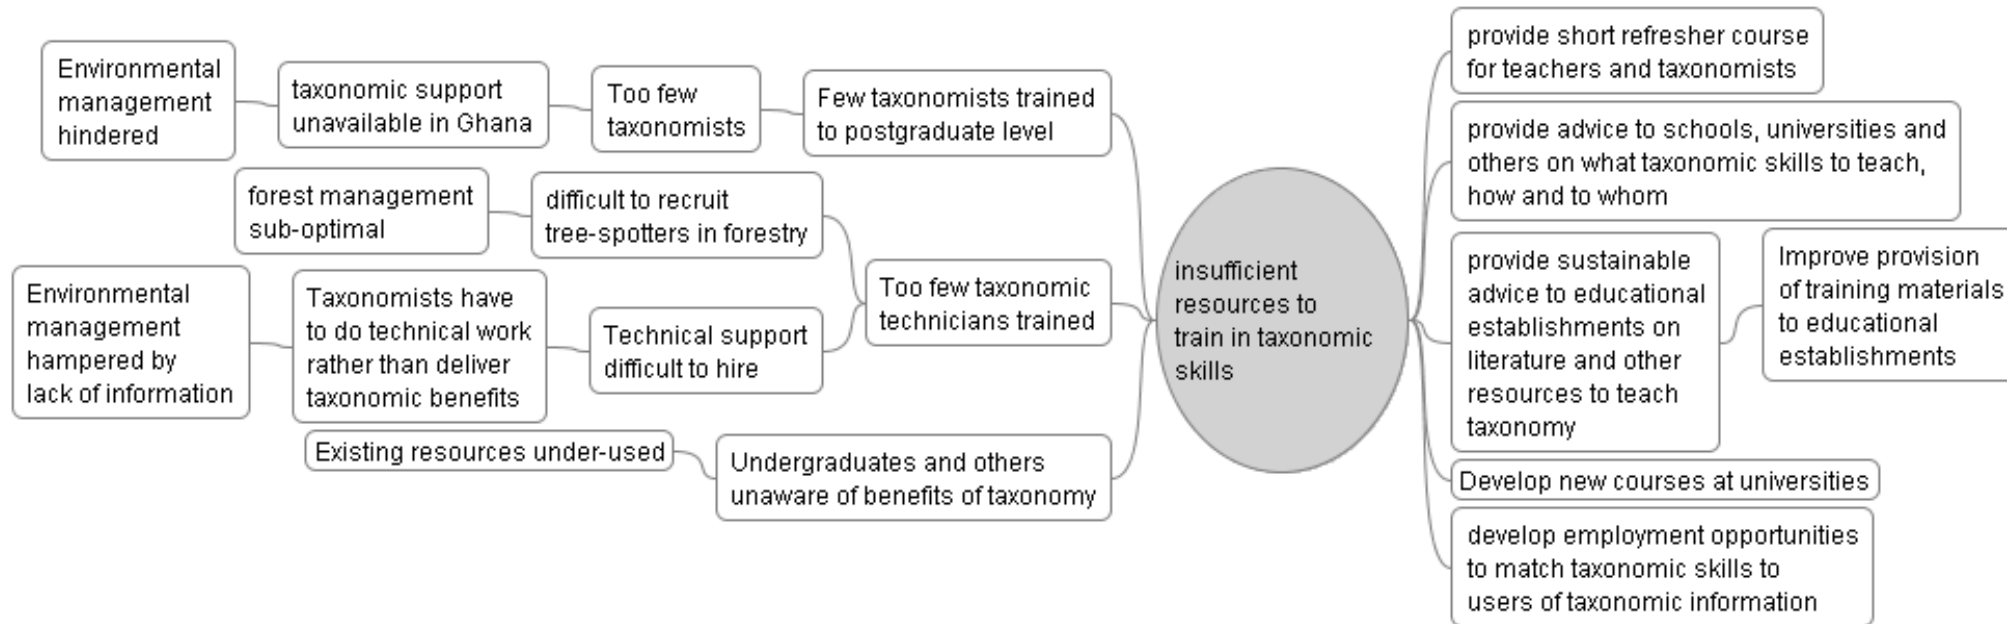 Environmental
management
hindered
taxonomic support
unavailable in Ghana
Too few
taxonomists
Few taxonomists trained
to postgraduate level
forest management
sub-optimal
difficult to recruit
tree-spotters in forestry
Environmental
management
hampered by
lack of information
Taxonomists have
to do technical work
rather than deliver
taxonomic benefits
Technical support
difficult to hire
Too few taxonomic
technicians trained
Existing resources under-used
Undergraduates and others
unaware of benefits of taxonomy
insufficient
resources to
train in taxonomic
skills
provide short refresher course
for teachers and taxonomists
provide advice to schools, universities and
others on what taxonomic skills to teach,
how and to whom
provide sustainable
advice to educational
establishments on
literature and other
resources to teach
taxonomy
Improve provision
of training materials
to educational
establishments
Develop new courses at universities
develop employment opportunities
to match taxonomic skills to
users of taxonomic information